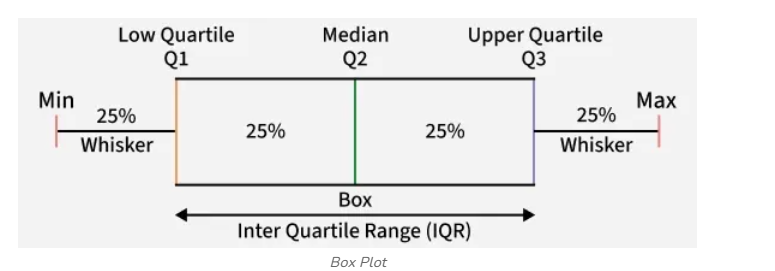 Low Quartile
Q1
Median
Q2
Upper Quartile
Q3
Min
Max
25%
Whisker
25%
25%
25%
Whisker
Box
Inter Quartile Range (IQR)
Box Plot